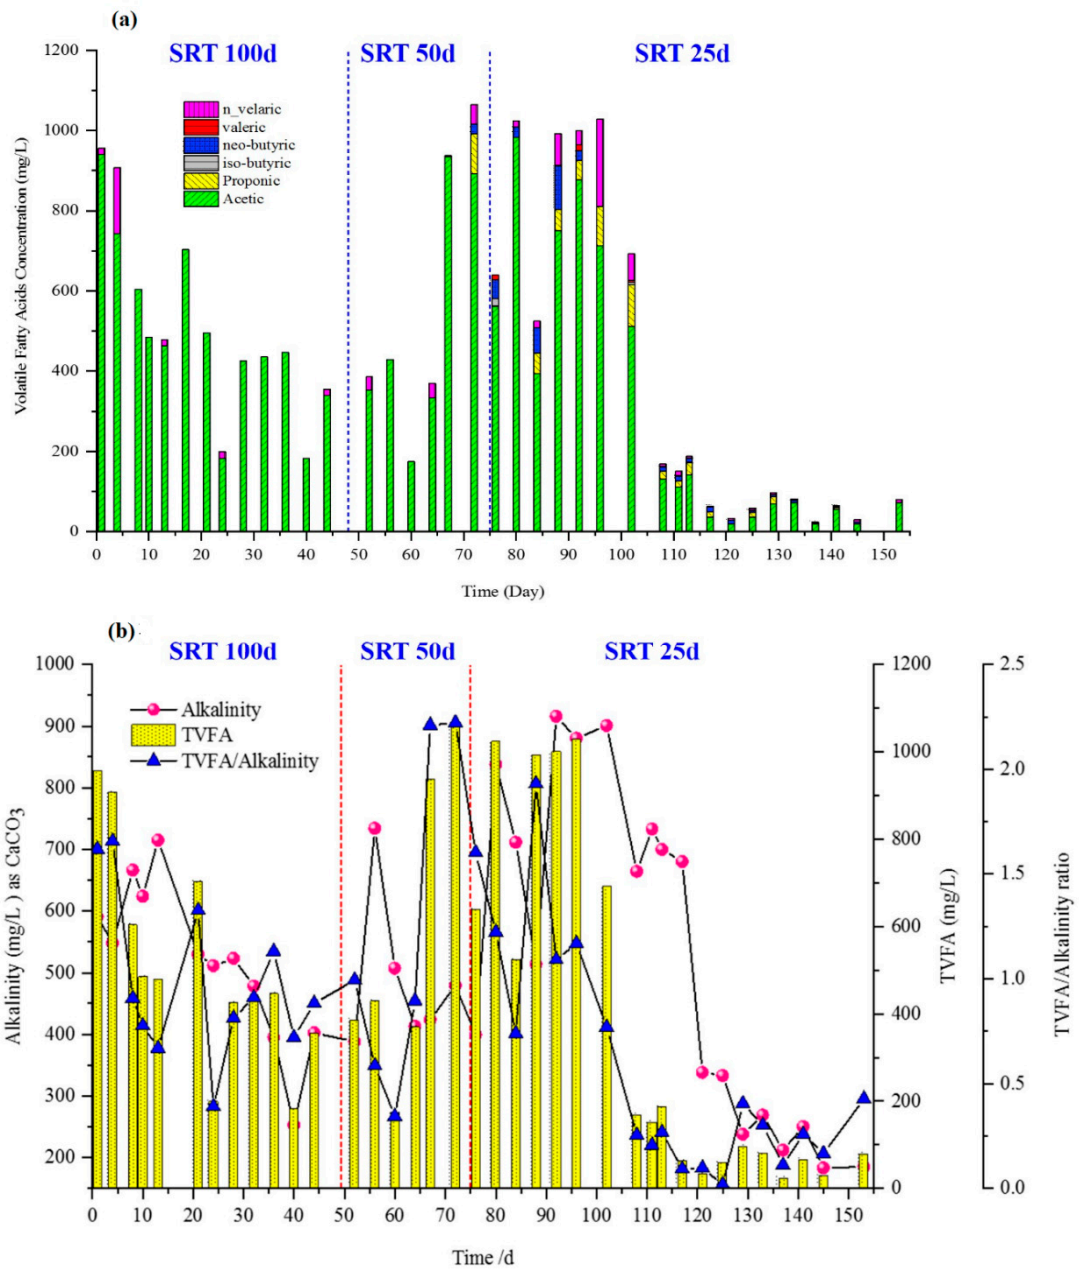 (a)
SRT 100d SRT 50d SRT 25d
n_velaric
valeric
neo-butyric
iso-butyric
Proponic
Acetic
Volatile Fatty Acids Concentration (mg/L)
1200
1000
800
600
400
200
0
0 10 20 30 40 50 60 70 80 90 100 110 120 130 140 150
Time (Day)
(b)
SRT 100d SRT 50d SRT 25d
Alkalinity
TVFA
TVFA/Alkalinity
Alkalinity (mg/L ) as CaCO3
1000
900
800
700
600
500
400
300
200
1200
1000
800
600
400
200
0
TVFA (mg/L)
2.5
2.0
1.5
1.0
0.5
0.0
TVFA/Alkalinity ratio
0 10 20 30 40 50 60 70 80 90 100 110 120 130 140 150
Time /d